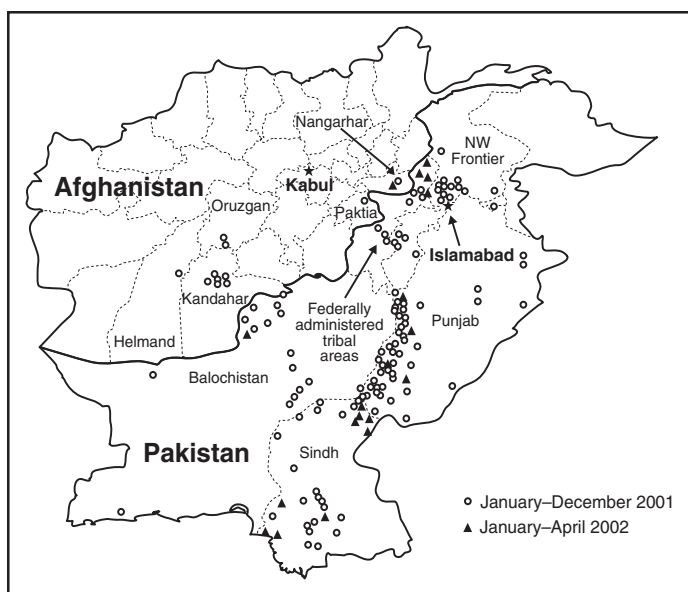 Nangarhar
NW
Frontier
Afghanistan
Kabul
Oruzgan
Paktia
Islamabad
Kandahar
Federally
administered
tribal
areas
Punjab
Helmand
Balochistan
Pakistan
Sindh
January–December 2001
January–April 2002